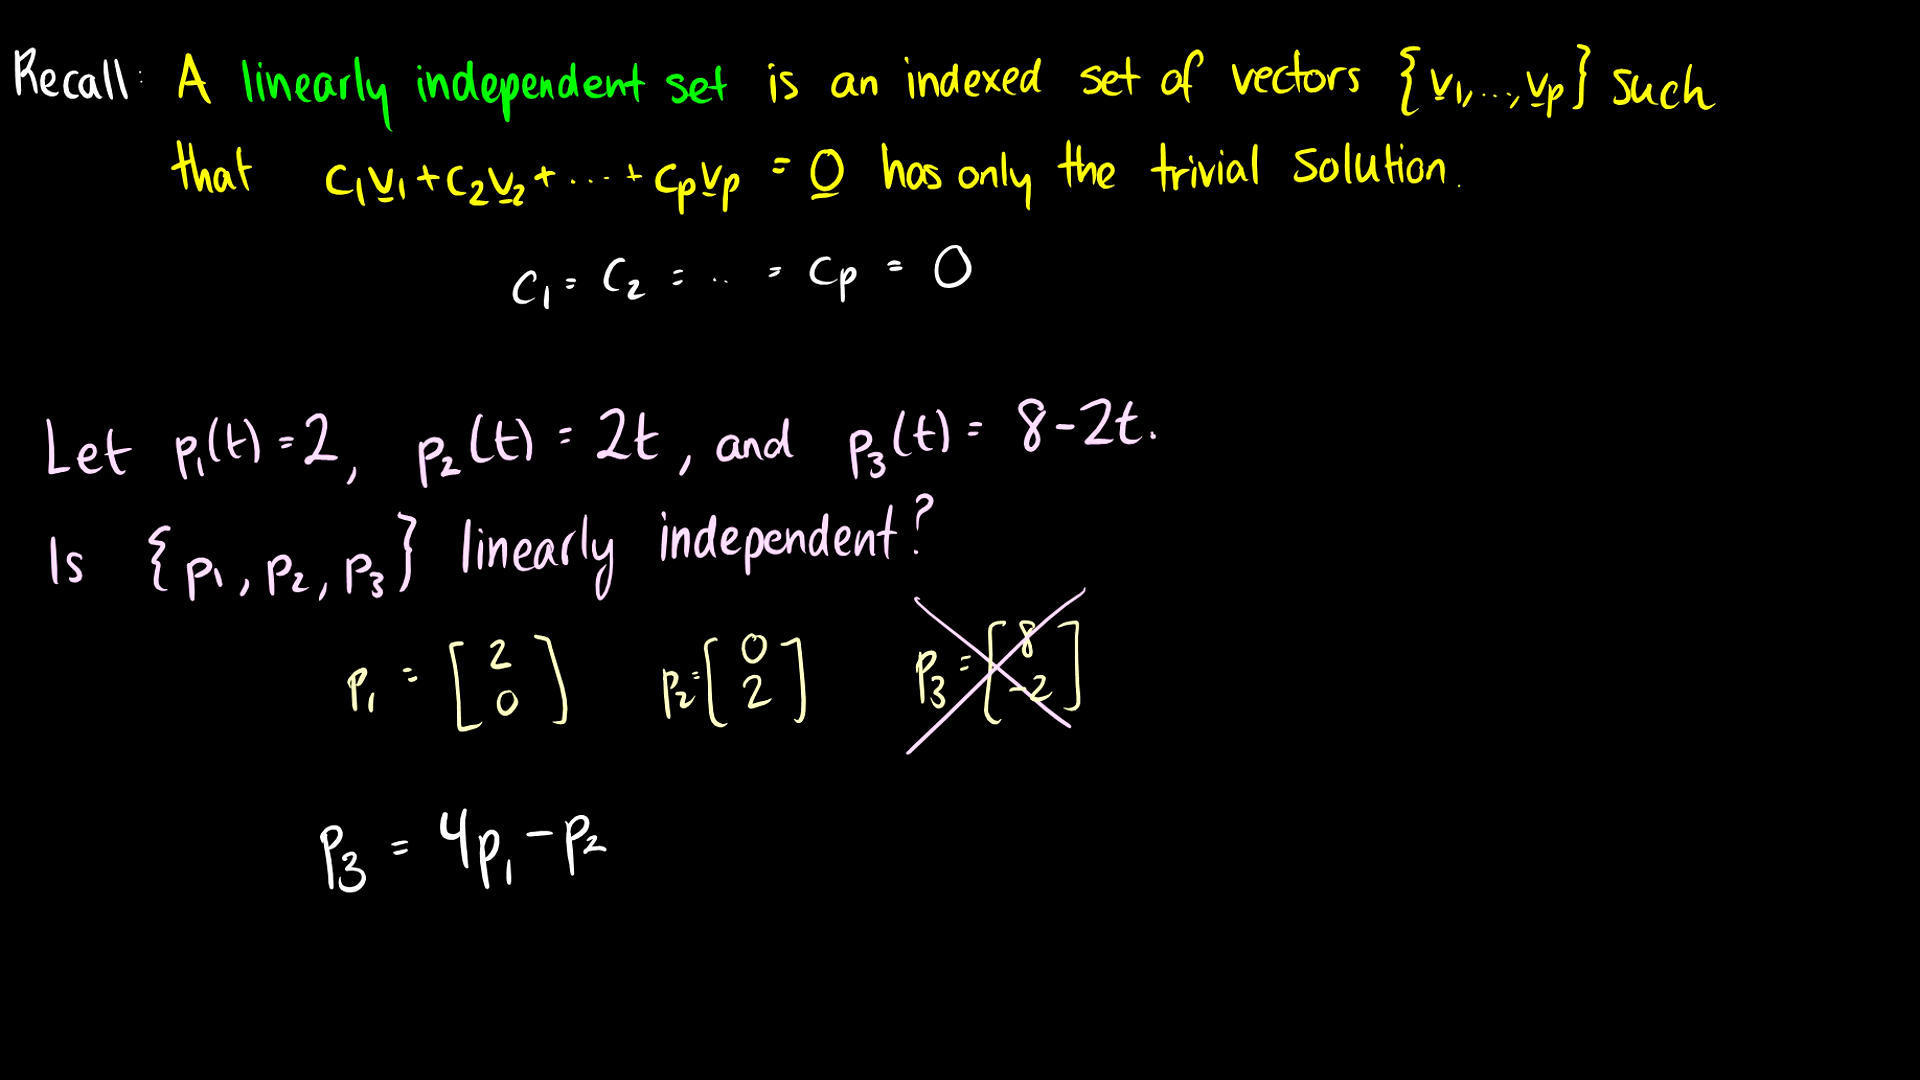 Recall: A linearly independent set is an indexed set of vectors {v₁, ..., vₚ} such
that c₁v₁ + c₂v₂ + ... + cₚvₚ = 0 has only the trivial solution.
c₁ = c₂ = ... = cₚ = 0
Let p₁(t) = 2, p₂(t) = 2t, and p₃(t) = 8-2t.
Is {p₁, p₂, p₃} linearly independent?
p₁ = [2 0] p₂ = [0 2] p₃ = [8 -2]
p₃ = 4p₁ - p₂